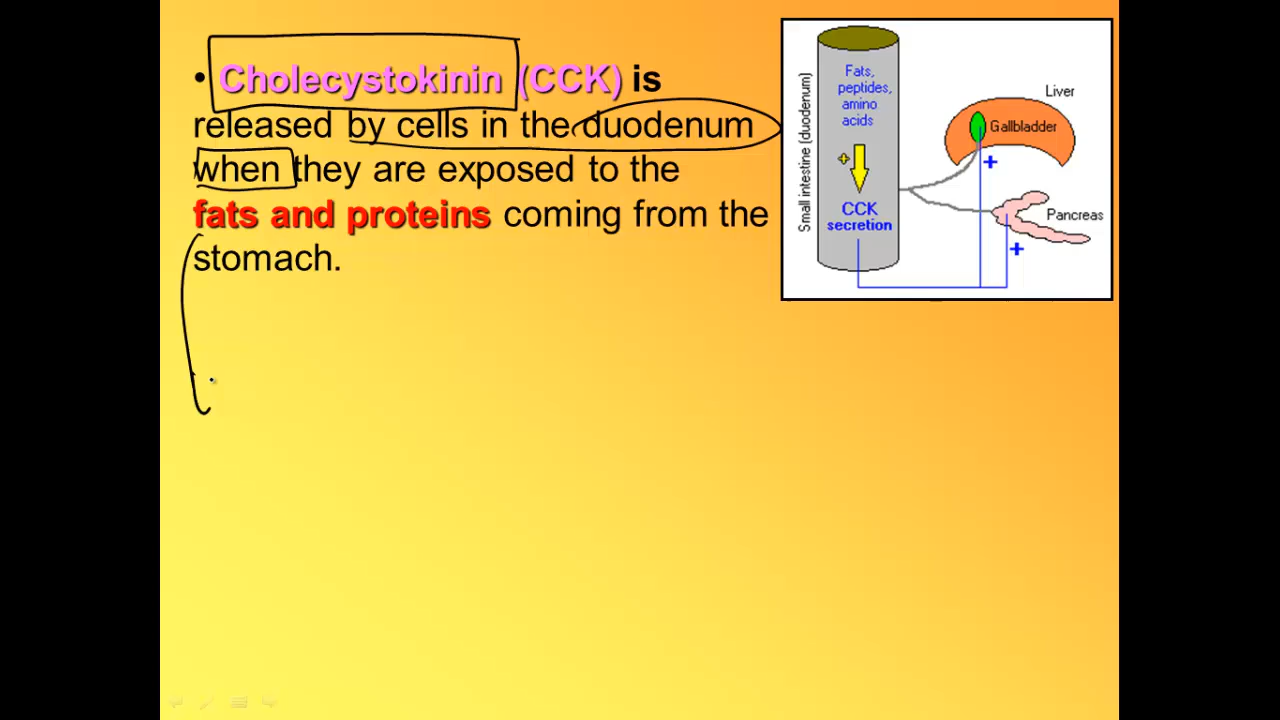 • Cholecystokinin (CCK) is
released by cells in the duodenum
when they are exposed to the
fats and proteins coming from the
stomach.
Small intestine (duodenum)
Fats,
peptides,
amino
acids
+
CCK
secretion
Liver
Gallbladder
+
Pancreas
+